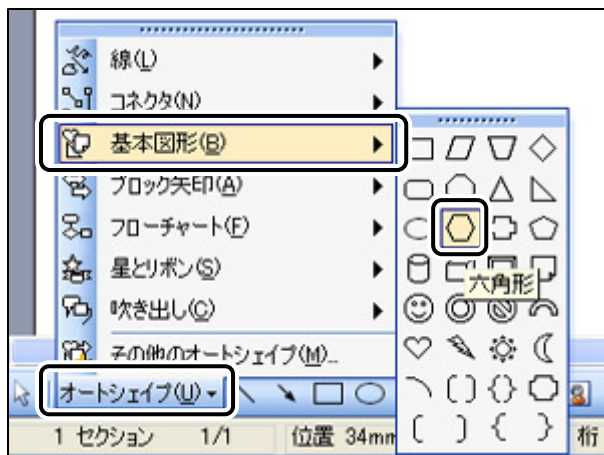 線(L)
コネクタ(N)
基本図形(B)
ブロック矢印(A)
フローチャート(F)
星とリボン(S)
吹き出し(C)
その他のオートシェイプ(M)...
六角形
オートシェイプ(U)
1 セクション 1/1 位置 34mm 桁